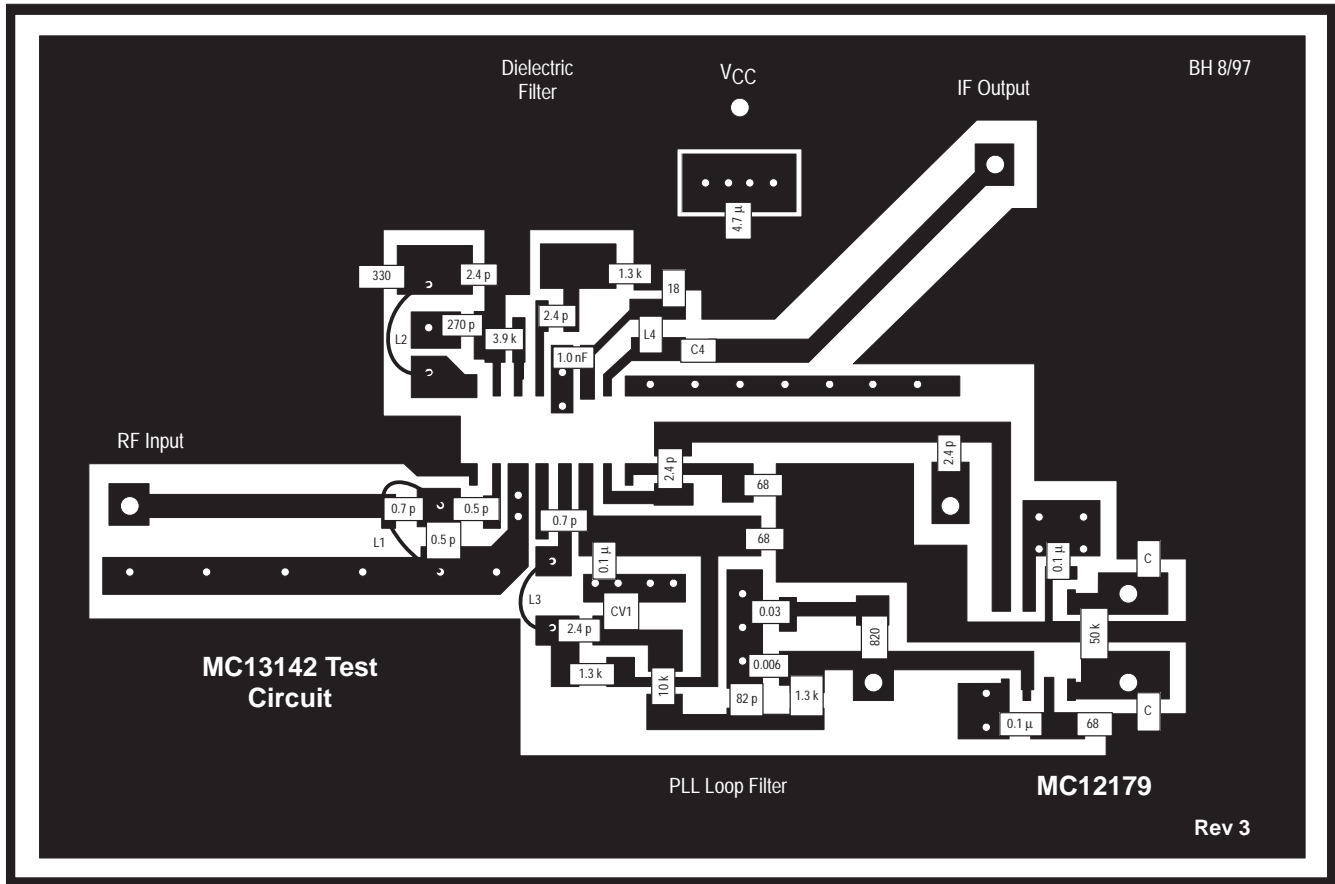 Dielectric
Filter
VCC
BH 8/97
IF Output
4.7 µ
330
2.4 p
1.3 k
18
270 p
2.4 p
L2
3.9 k
L4
C4
1.0 nF
RF Input
2.4 p
2.4 p
68
0.7 p
0.5 p
0.7 p
0.5 p
L1
68
0.1 µ
0.1 µ
C
L3
CV1
0.03
2.4 p
820
50 k
MC13142 Test
Circuit
1.3 k
10 k
0.006
82 p
1.3 k
C
0.1 µ
68
PLL Loop Filter
MC12179
Rev 3